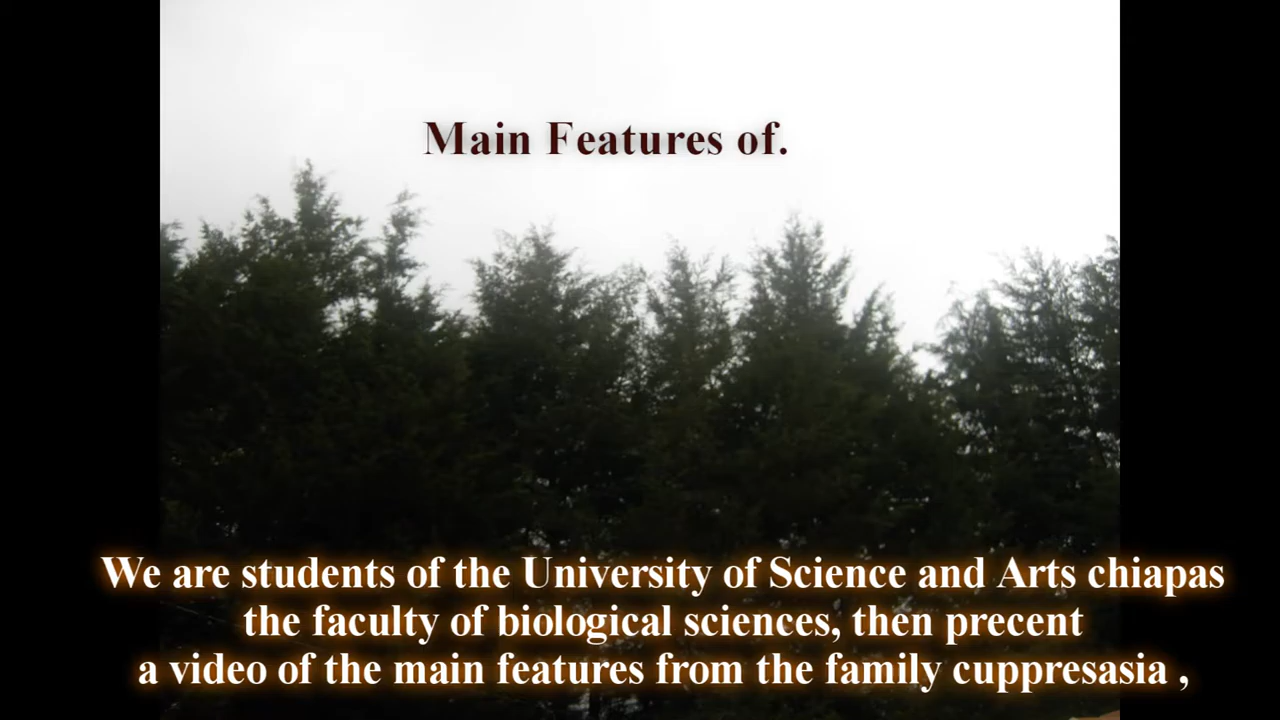 Main Features of.
We are students of the University of Science and Arts chiapas
the faculty of biological sciences, then precent
a video of the main features from the family cuppresasia ,